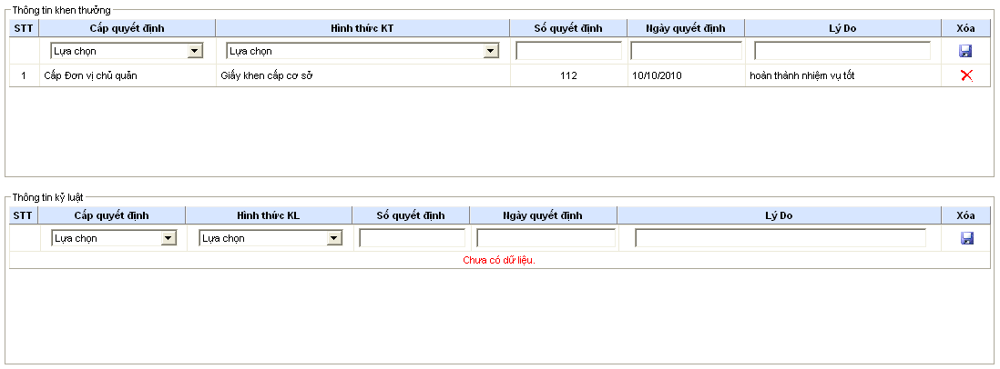 Thông tin khen thưởng
STT Cấp quyết định Hình thức KT Số quyết định Ngày quyết định Lý Do Xóa
Lựa chọn Lựa chọn
1 Cấp Đơn vị chủ quản Giấy khen cấp cơ sở 112 10/10/2010 hoàn thành nhiệm vụ tốt
Thông tin kỷ luật
STT Cấp quyết định Hình thức KL Số quyết định Ngày quyết định Lý Do Xóa
Lựa chọn Lựa chọn
Chưa có dữ liệu.